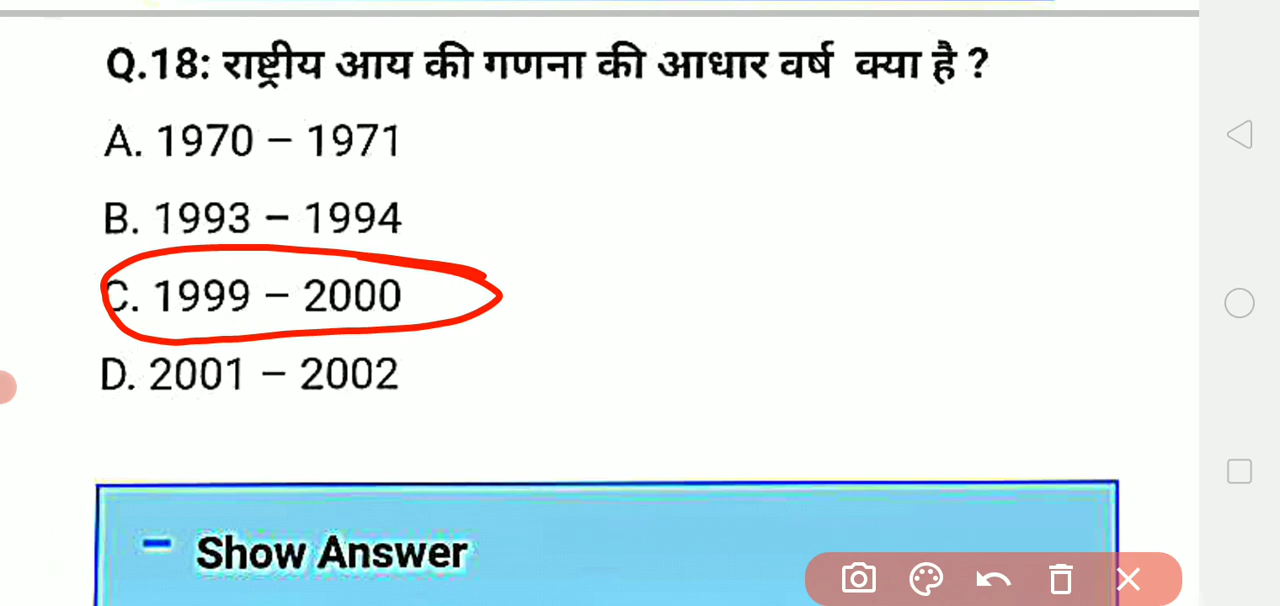 Q.18: राष्ट्रीय आय की गणना की आधार वर्ष क्या है ?
A. 1970 – 1971
B. 1993 – 1994
C. 1999 – 2000
D. 2001 – 2002
– Show Answer